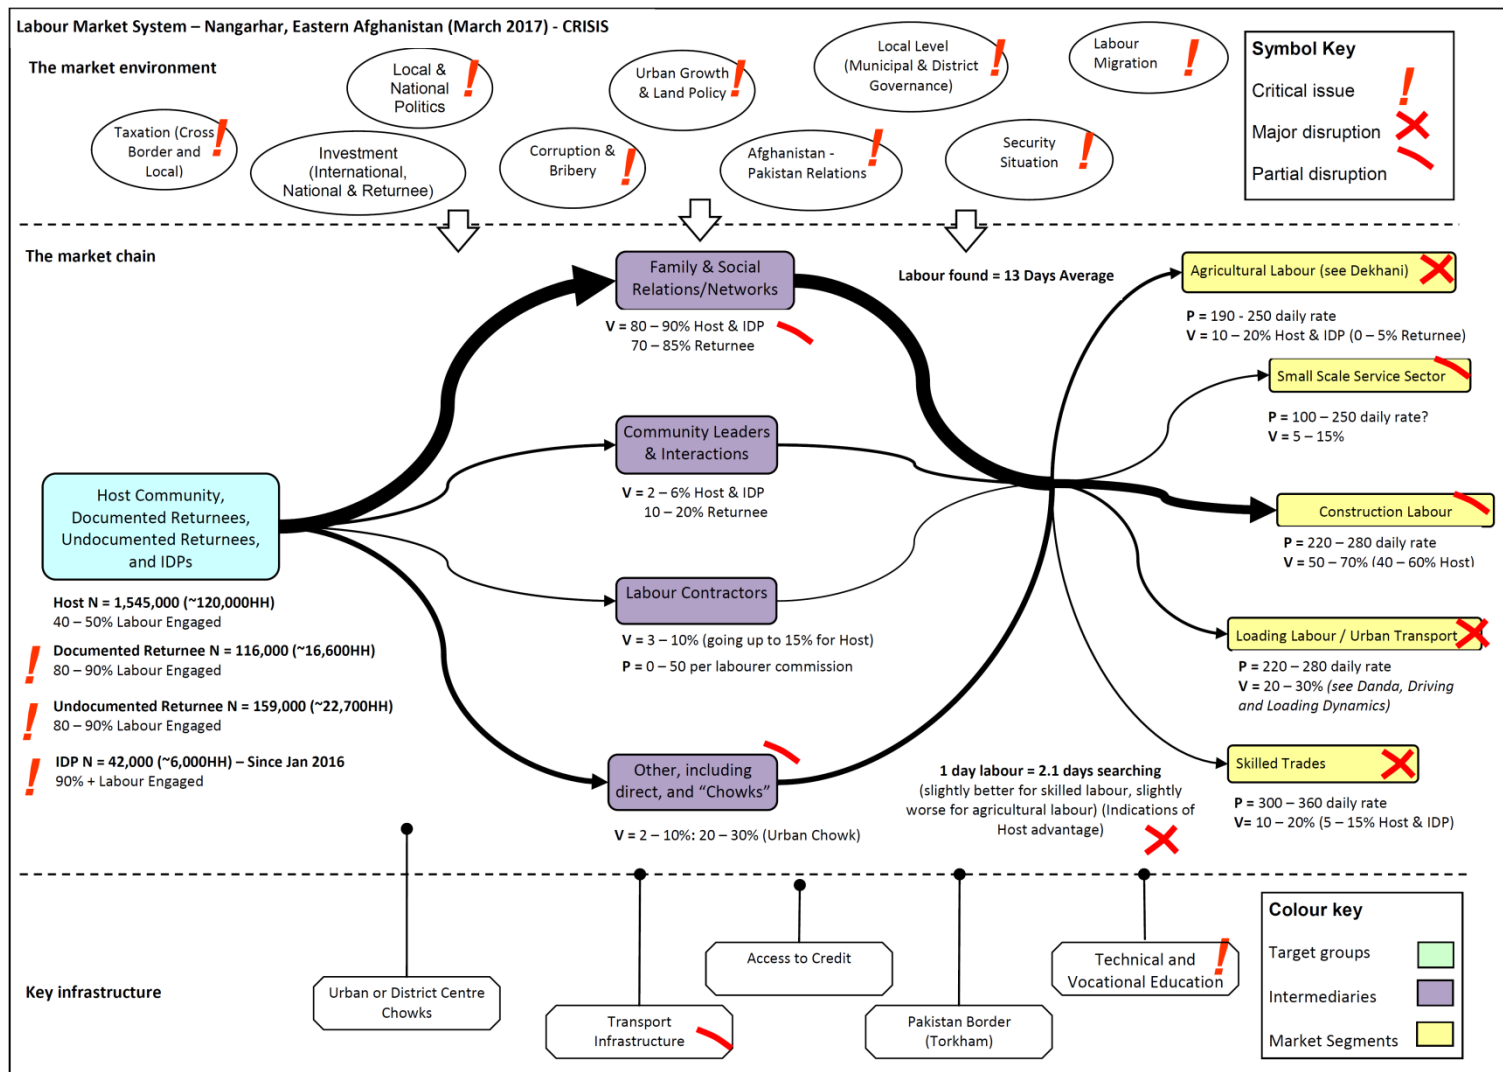 Labour Market System – Nangarhar, Eastern Afghanistan (March 2017) - CRISIS
The market environment
Local &
National
Politics
Urban Growth
& Land Policy
Local Level
(Municipal & District
Governance)
Labour
Migration
Taxation (Cross
Border and
Local)
Investment
(International,
National & Returnee)
Corruption &
Bribery
Afghanistan -
Pakistan Relations
Security
Situation
Symbol Key
Critical issue
Major disruption
Partial disruption
The market chain
Host Community,
Documented Returnees,
Undocumented Returnees,
and IDPs
Host N = 1,545,000 (~120,000HH)
40 – 50% Labour Engaged
Documented Returnee N = 116,000 (~16,600HH)
80 – 90% Labour Engaged
Undocumented Returnee N = 159,000 (~22,700HH)
80 – 90% Labour Engaged
IDP N = 42,000 (~6,000HH) – Since Jan 2016
90% + Labour Engaged
Family & Social
Relations/Networks
V = 80 – 90% Host & IDP
70 – 85% Returnee
Community Leaders
& Interactions
V = 2 – 6% Host & IDP
10 – 20% Returnee
Labour Contractors
V = 3 – 10% (going up to 15% for Host)
P = 0 – 50 per labourer commission
Other, including
direct, and “Chowks”
V = 2 – 10%: 20 – 30% (Urban Chowk)
Labour found = 13 Days Average
1 day labour = 2.1 days searching
(slightly better for skilled labour, slightly
worse for agricultural labour) (Indications of
Host advantage)
Agricultural Labour (see Dekhani)
P = 190 - 250 daily rate
V = 10 – 20% Host & IDP (0 – 5% Returnee)
Small Scale Service Sector
P = 100 – 250 daily rate?
V = 5 – 15%
Construction Labour
P = 220 – 280 daily rate
V = 50 – 70% (40 – 60% Host)
Loading Labour / Urban Transport
P = 220 – 280 daily rate
V = 20 – 30% (see Danda, Driving
and Loading Dynamics)
Skilled Trades
P = 300 – 360 daily rate
V= 10 – 20% (5 – 15% Host & IDP)
Key infrastructure
Urban or District Centre
Chowks
Transport
Infrastructure
Access to Credit
Pakistan Border
(Torkham)
Technical and
Vocational Education
Colour key
Target groups
Intermediaries
Market Segments